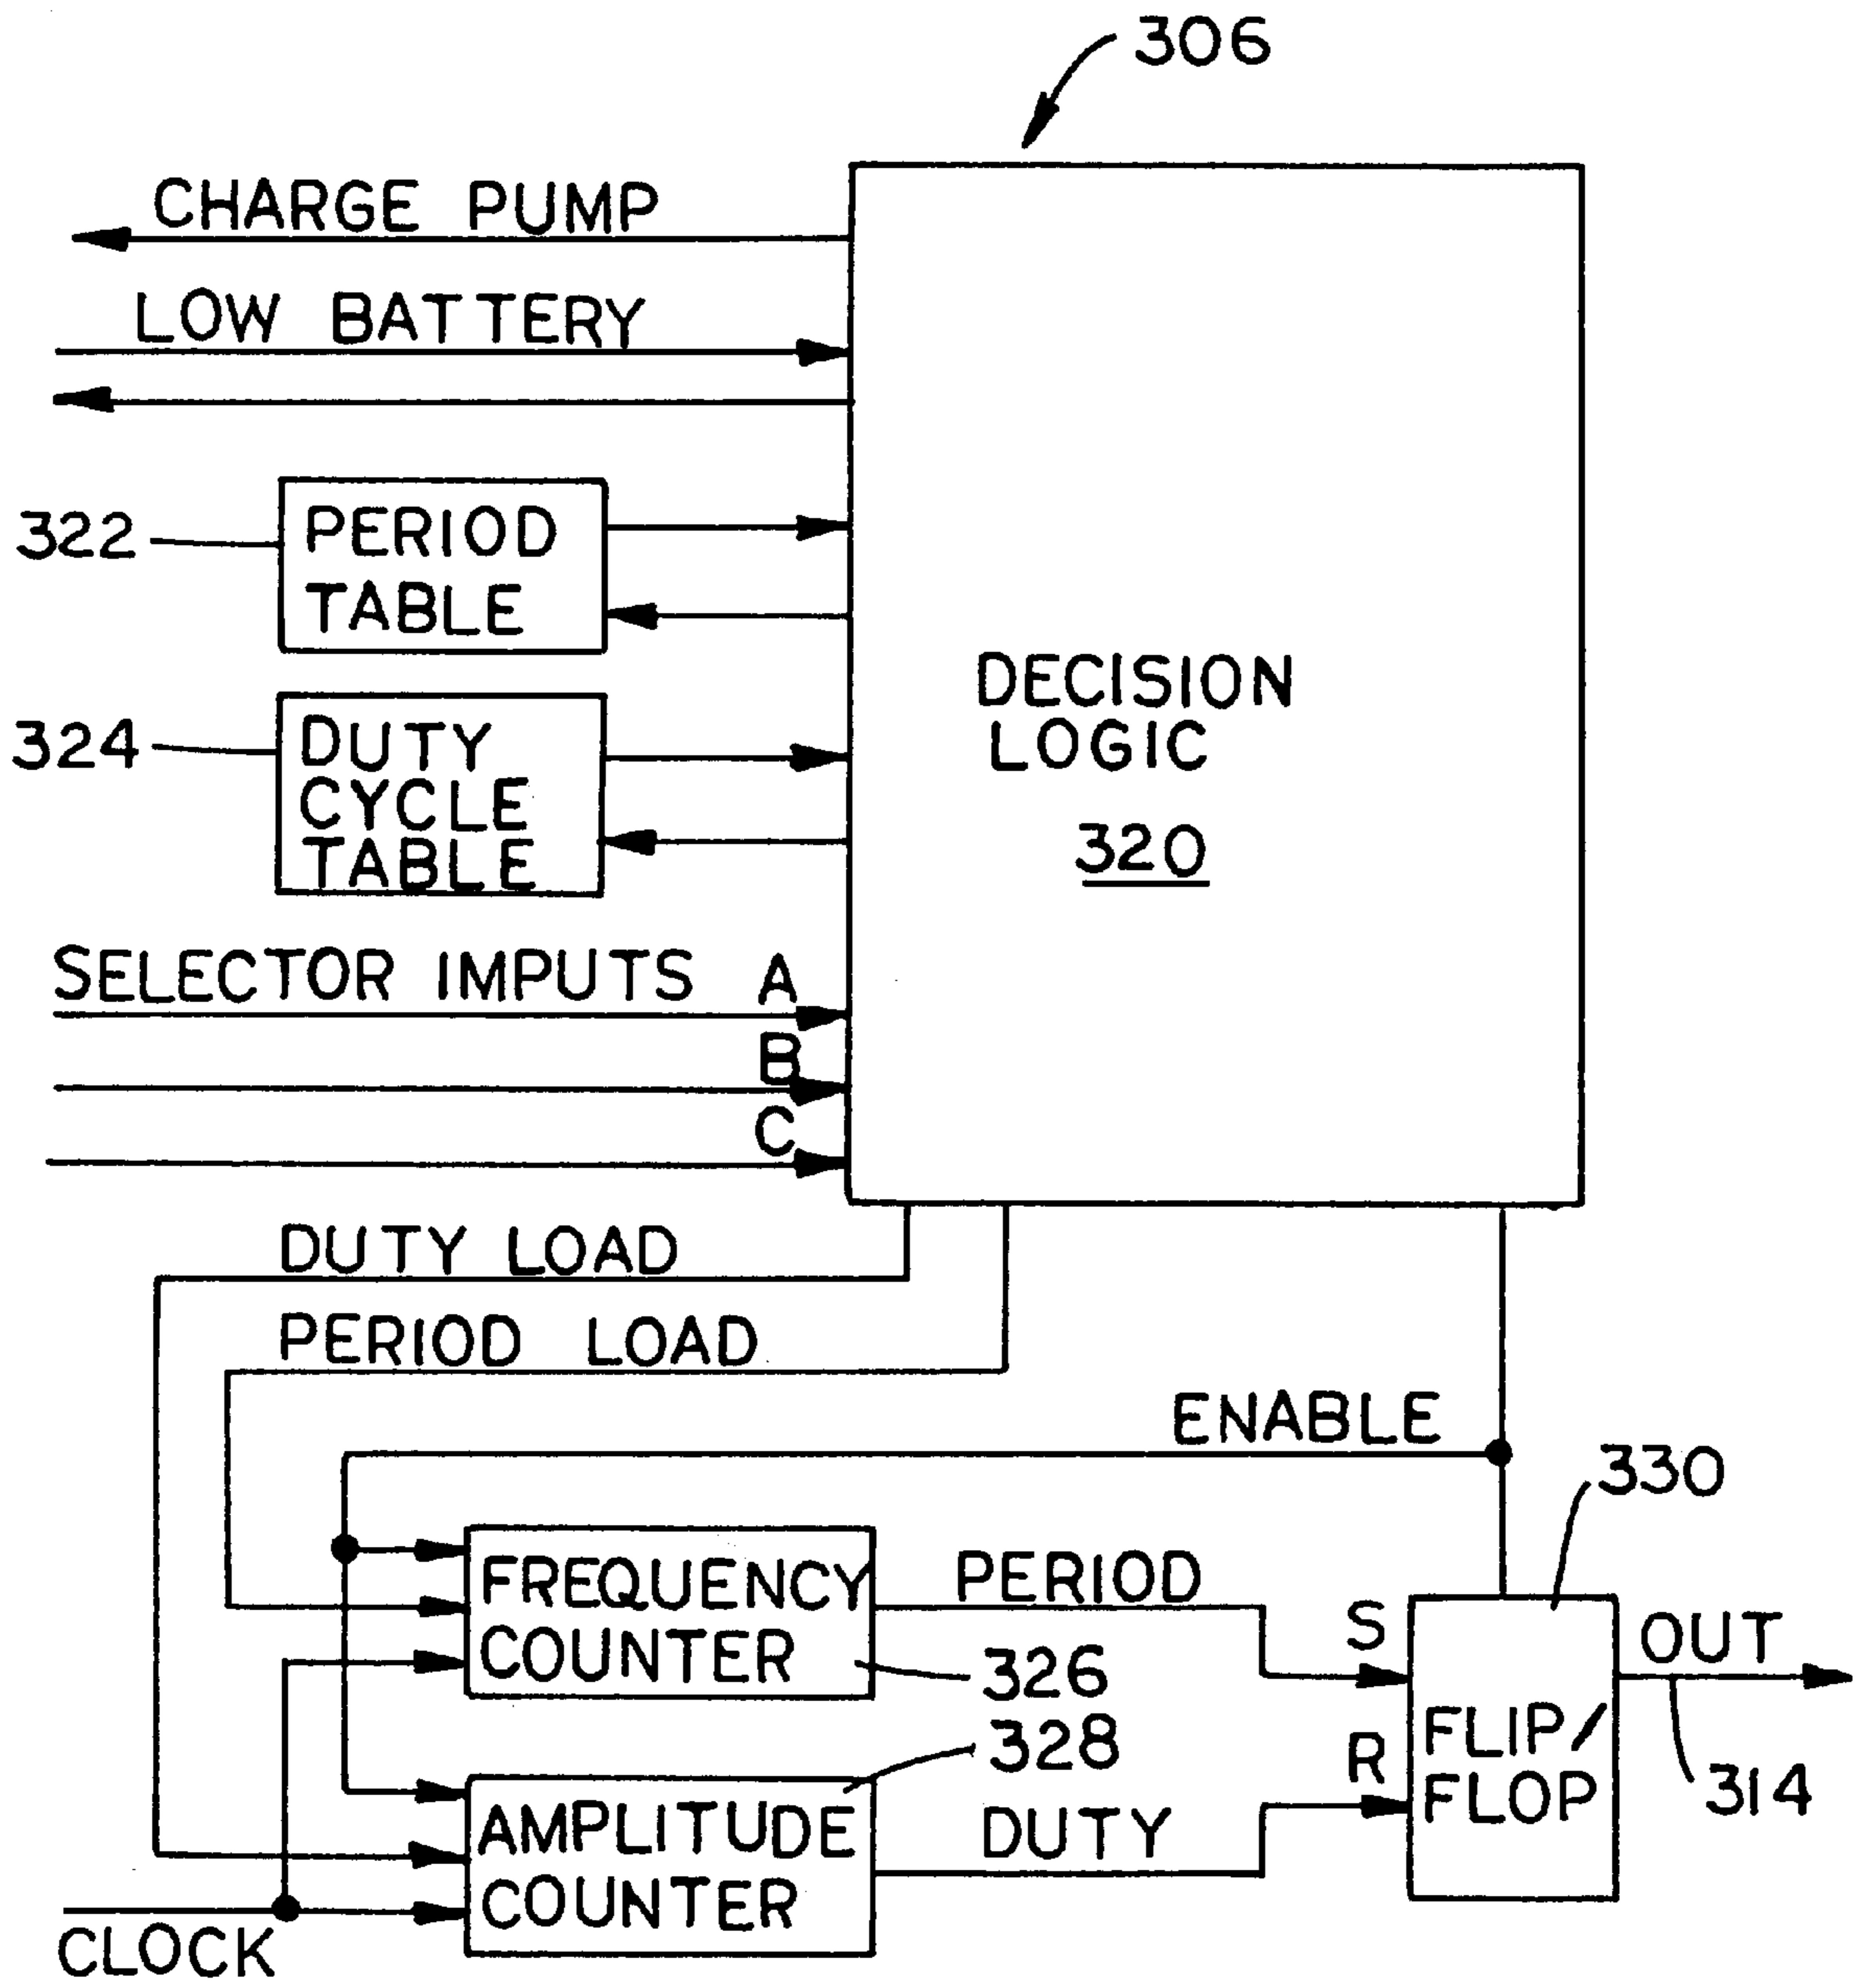 306
CHARGE PUMP
LOW BATTERY
322
PERIOD
TABLE
DECISION
LOGIC
320
324
DUTY
CYCLE
TABLE
SELECTOR IMPUTS A
B
C
DUTY LOAD
PERIOD LOAD
ENABLE
330
FREQUENCY
COUNTER
326
PERIOD
S
OUT
R
FLIP/
FLOP
314
328
AMPLITUDE
COUNTER
DUTY
CLOCK